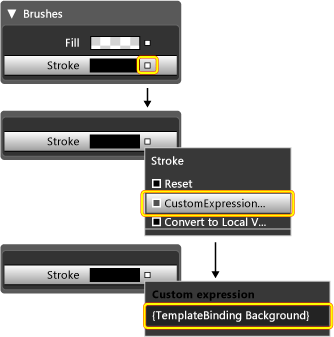 Brushes
Fill
Stroke
Stroke
Stroke
Reset
CustomExpression...
Convert to Local V...
Stroke
Custom expression
{TemplateBinding Background}